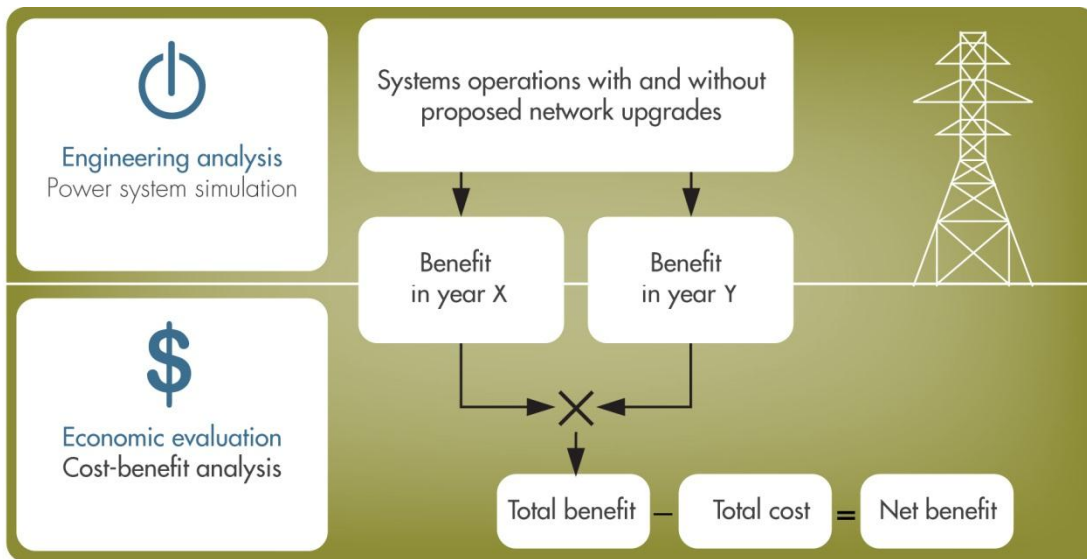 Engineering analysis
Power system simulation
Systems operations with and without
proposed network upgrades
Benefit
in year X
Benefit
in year Y
$
Economic evaluation
Cost-benefit analysis
Total benefit – Total cost = Net benefit